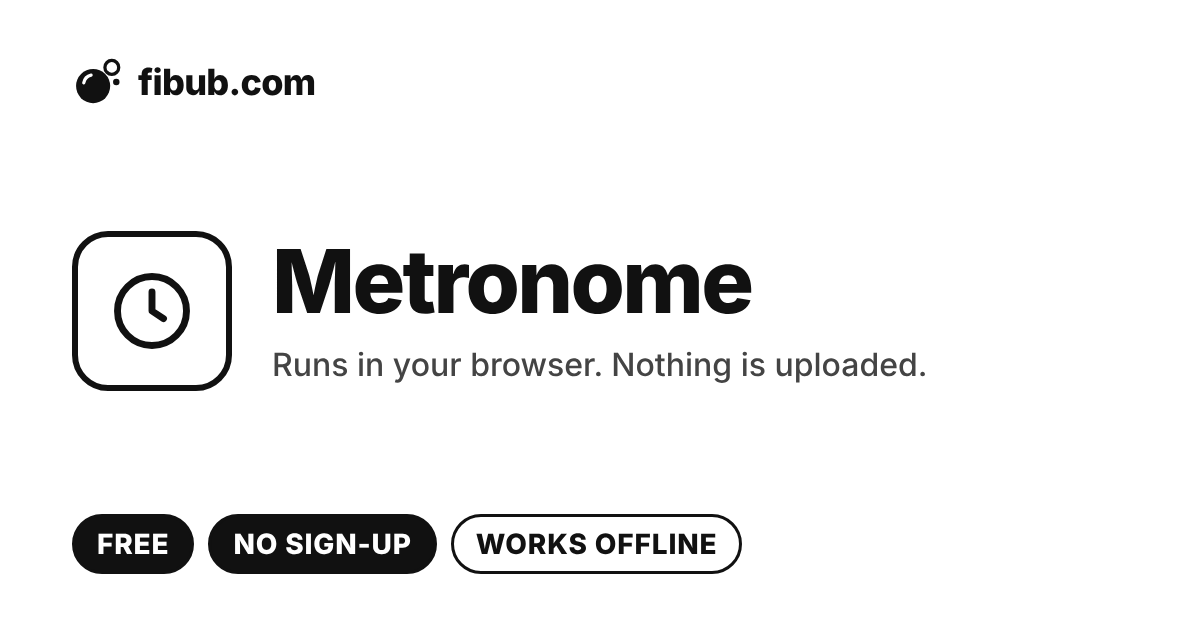 fibub.com
Metronome
Runs in your browser. Nothing is uploaded.
FREE NO SIGN-UP WORKS OFFLINE